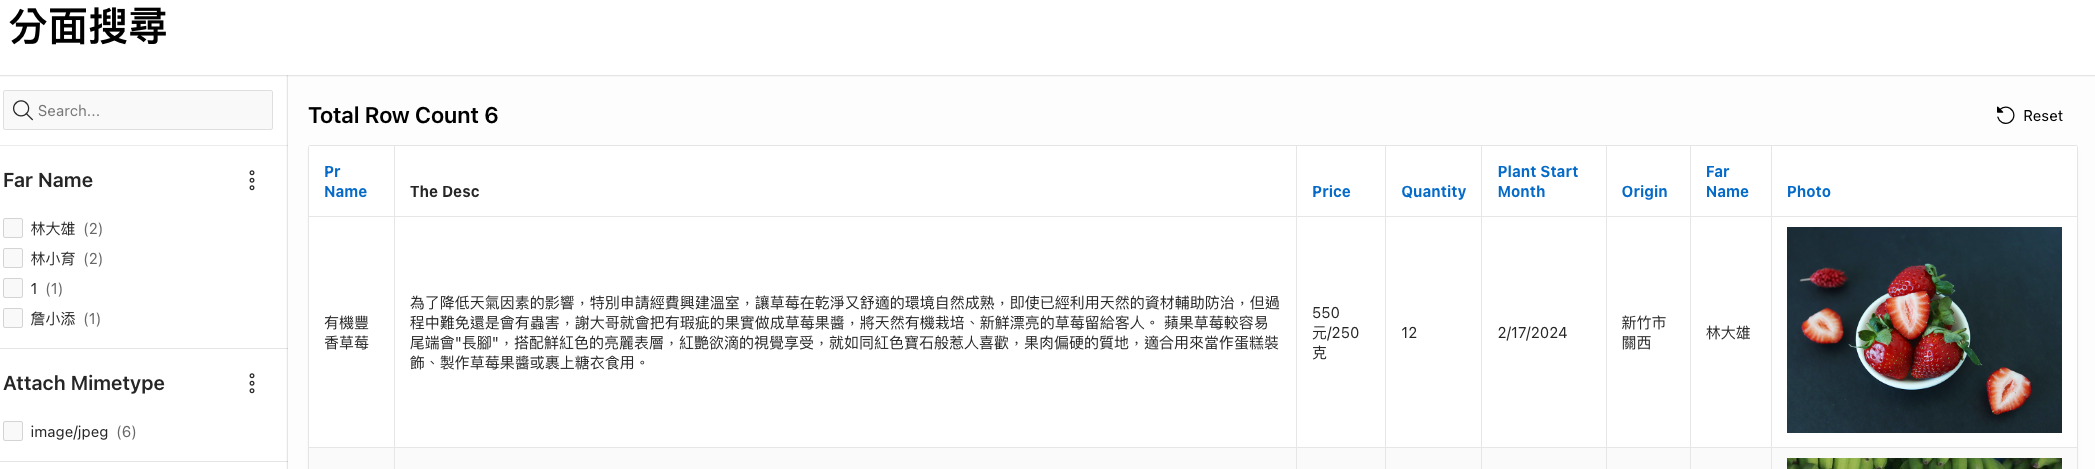 分面搜尋
Search...
Far Name
林大雄 (2)
林小育 (2)
1 (1)
詹小添 (1)
Attach Mimetype
image/jpeg (6)
Total Row Count 6
Reset
Pr
Name
The Desc
Price
Quantity
Plant Start
Month
Origin
Far
Name
Photo
有機豐
香草莓
為了降低天氣因素的影響，特別申請經費興建溫室，讓草莓在乾淨又舒適的環境自然成熟，即使已經利用天然的資材輔助防治，但過
程中難免還是會有蟲害，謝大哥就會把有瑕疵的果實做成草莓果醬，將天然有機栽培、新鮮漂亮的草莓留給客人。 蘋果草莓較容易
尾端會"長腳"，搭配鮮紅色的亮麗表層，紅艷欲滴的視覺享受，就如同紅色寶石般惹人喜歡，果肉偏硬的質地，適合用來當作蛋糕裝
飾、製作草莓果醬或裹上糖衣食用。
550
元/250
克
12
2/17/2024
新竹市
關西
林大雄